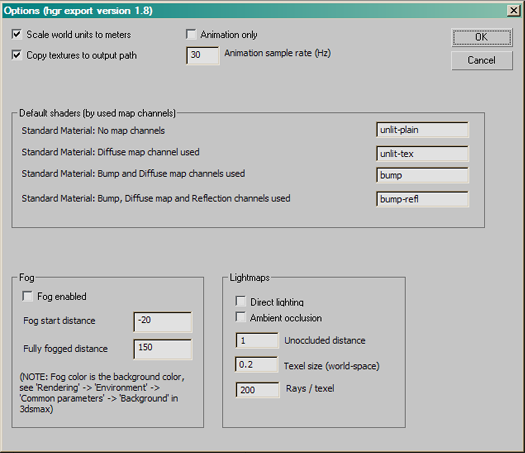 Options (hgr export version 1.8)
Scale world units to meters
Animation only
OK
Copy textures to output path
30
Animation sample rate (Hz)
Cancel
Default shaders (by used map channels)
Standard Material: No map channels
unlit-plain
Standard Material: Diffuse map channel used
unlit-tex
Standard Material: Bump and Diffuse map channels used
bump
Standard Material: Bump, Diffuse map and Reflection channels used
bump-refl
Fog
Fog enabled
Fog start distance
-20
Fully fogged distance
150
(NOTE: Fog color is the background color,
see 'Rendering' -> 'Environment' ->
'Common parameters' -> 'Background' in
3dsmax)
Lightmaps
Direct lighting
Ambient occlusion
1
Unoccluded distance
0.2
Texel size (world-space)
200
Rays / texel